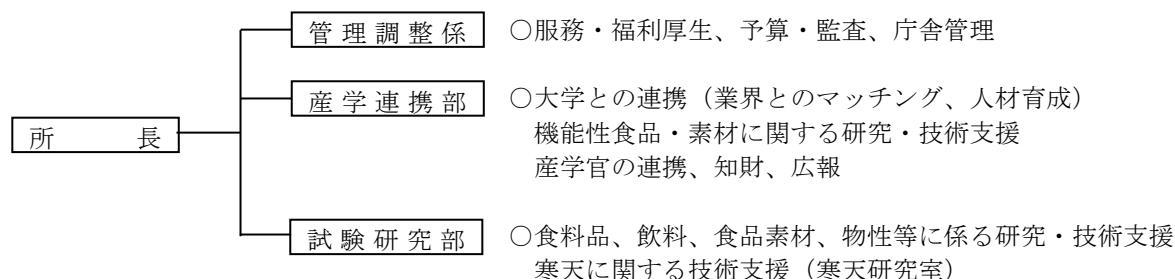 管理調整係 ○服務・福利厚生、予算・監査、庁舎管理
産学連携部 ○大学との連携（業界とのマッチング、人材育成）
機能性食品・素材に関する研究・技術支援
所長
産学官の連携、知財、広報
試験研究部 ○食料品、飲料、食品素材、物性等に係る研究・技術支援
寒天に関する技術支援（寒天研究室）